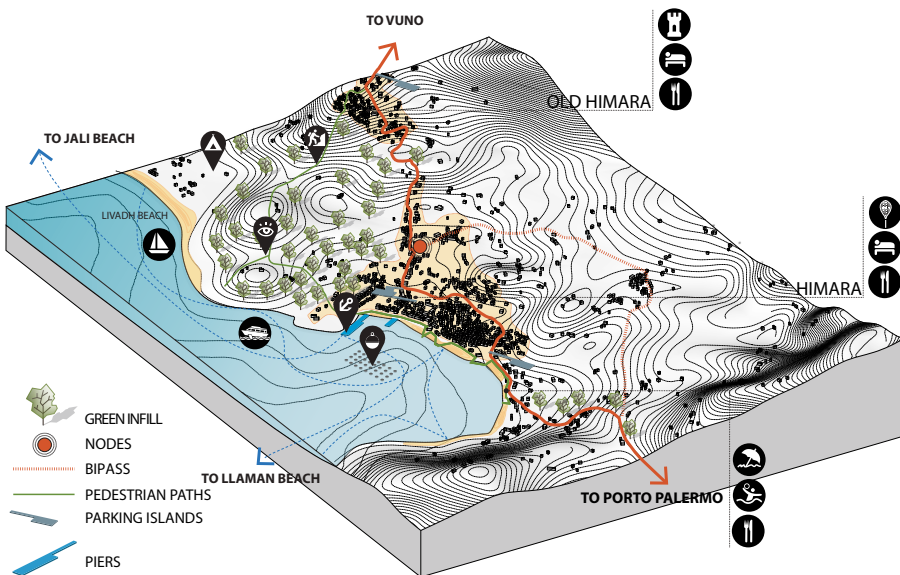 TO VUNO
OLD HIMARA
TO JALI BEACH
LIVADH BEACH
HIMARA
GREEN INFILL
NODES
BIPASS
PEDESTRIAN PATHS
PARKING ISLANDS
PIERS
TO LLAMAN BEACH
TO PORTO PALERMO